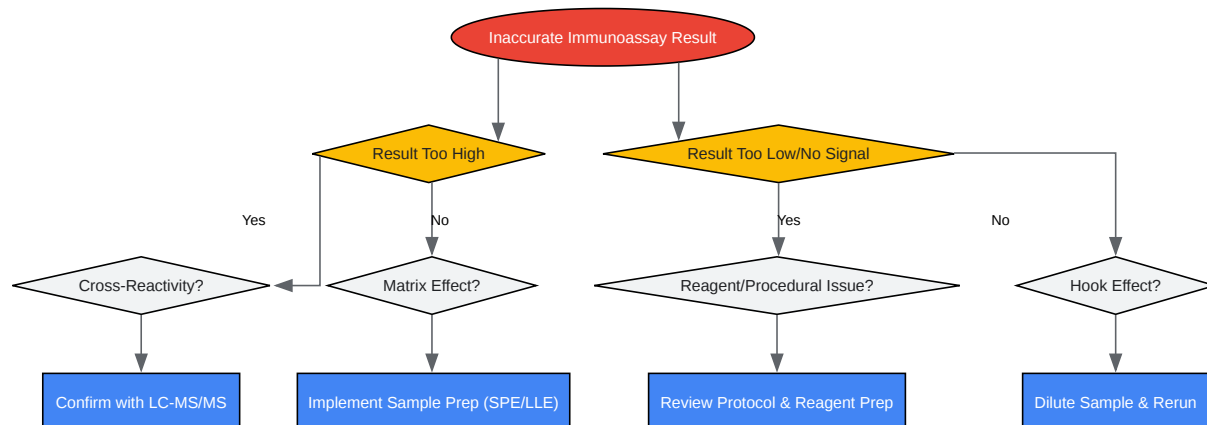 Inaccurate Immunoassay Result
Result Too High
Result Too Low/No Signal
Yes
No
Yes
No
Cross-Reactivity?
Matrix Effect?
Reagent/Procedural Issue?
Hook Effect?
Confirm with LC-MS/MS
Implement Sample Prep (SPE/LLE)
Review Protocol & Reagent Prep
Dilute Sample & Rerun